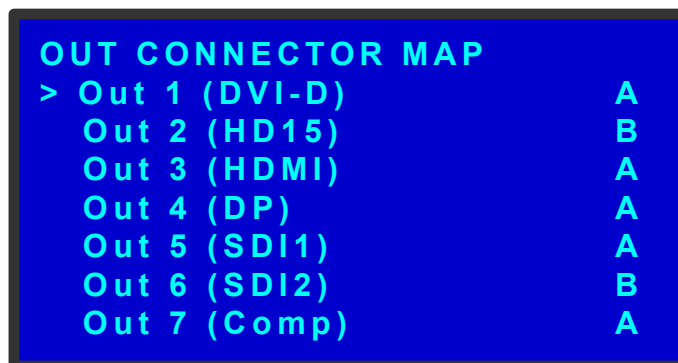 OUT CONNECTOR MAP
> Out 1 (DVI-D) A
Out 2 (HD15) B
Out 3 (HDMI) A
Out 4 (DP) A
Out 5 (SDI1) A
Out 6 (SDI2) B
Out 7 (Comp) A